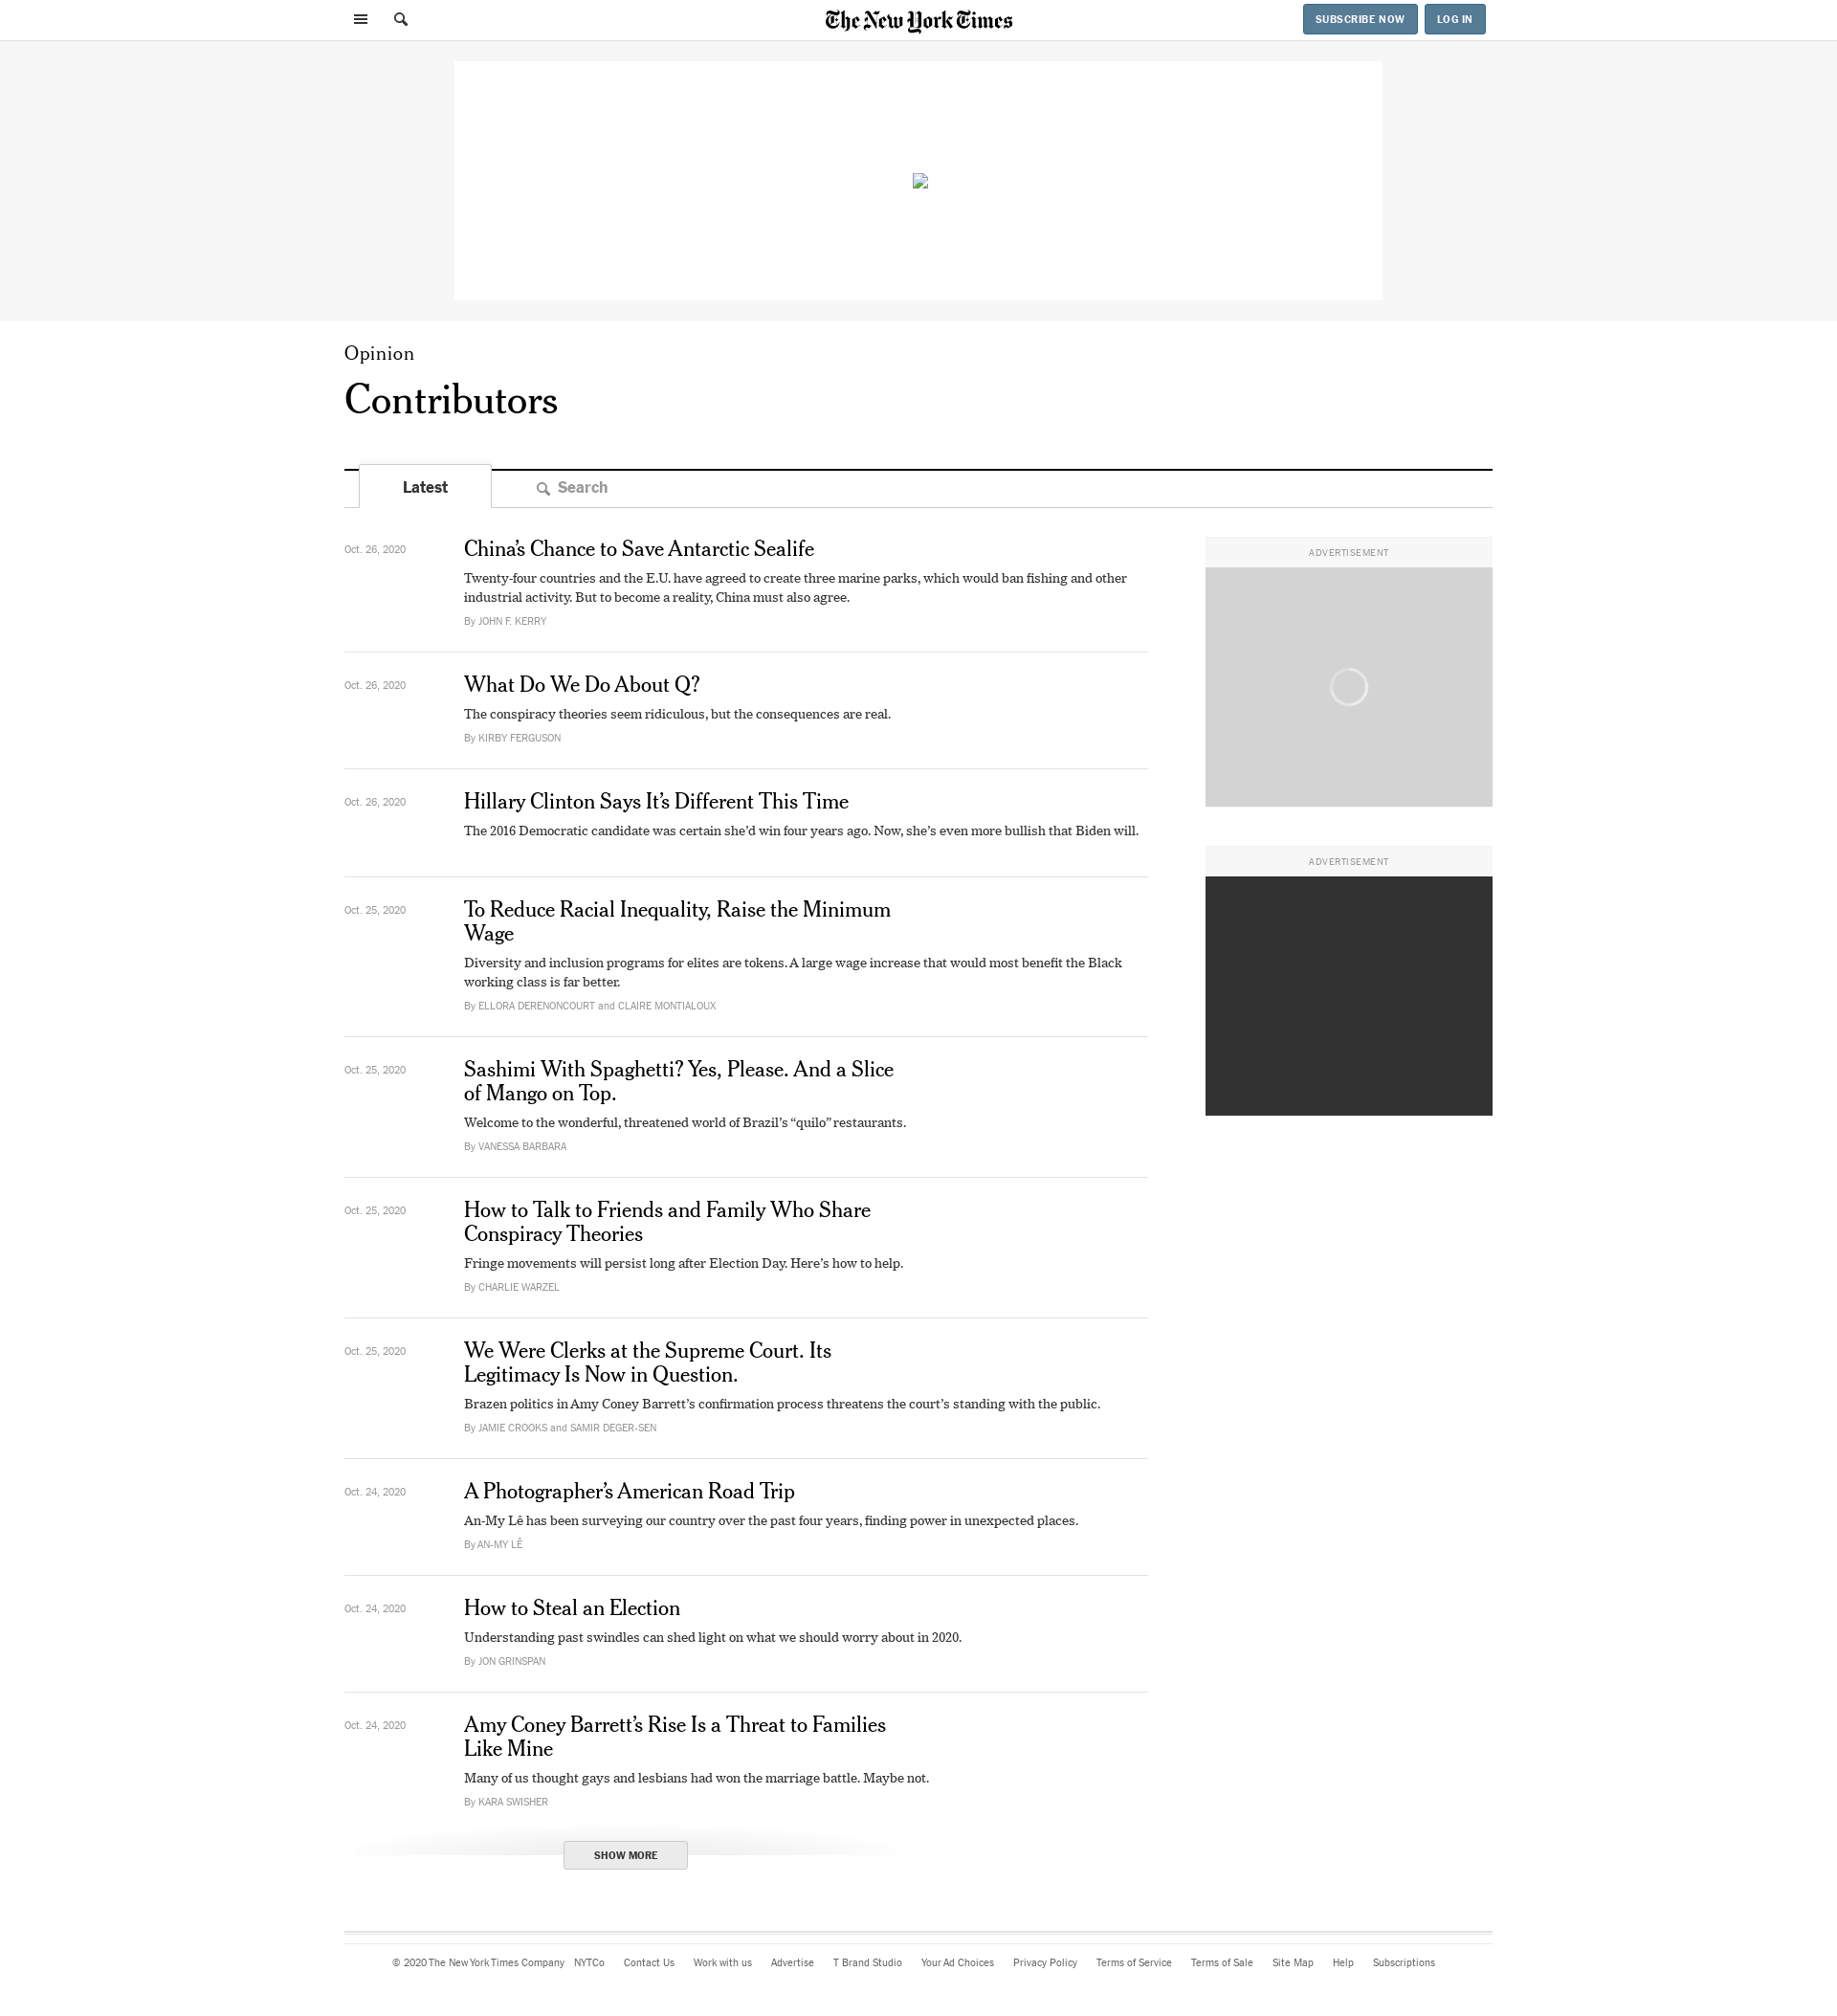 The New York Times
SUBSCRIBE NOW
LOG IN
Opinion
Contributors
Latest
Search
Oct. 26, 2020
China’s Chance to Save Antarctic Sealife
Twenty-four countries and the E.U. have agreed to create three marine parks, which would ban fishing and other
industrial activity. But to become a reality, China must also agree.
By JOHN F. KERRY
Oct. 26, 2020
What Do We Do About Q?
The conspiracy theories seem ridiculous, but the consequences are real.
By KIRBY FERGUSON
Oct. 26, 2020
Hillary Clinton Says It’s Different This Time
The 2016 Democratic candidate was certain she’d win four years ago. Now, she’s even more bullish that Biden will.
Oct. 25, 2020
To Reduce Racial Inequality, Raise the Minimum
Wage
Diversity and inclusion programs for elites are tokens. A large wage increase that would most benefit the Black
working class is far better.
By ELLORA DERENONCOURT and CLAIRE MONTIALOUX
Oct. 25, 2020
Sashimi With Spaghetti? Yes, Please. And a Slice
of Mango on Top.
Welcome to the wonderful, threatened world of Brazil’s “quilo” restaurants.
By VANESSA BARBARA
Oct. 25, 2020
How to Talk to Friends and Family Who Share
Conspiracy Theories
Fringe movements will persist long after Election Day. Here’s how to help.
By CHARLIE WARZEL
Oct. 25, 2020
We Were Clerks at the Supreme Court. Its
Legitimacy Is Now in Question.
Brazen politics in Amy Coney Barrett’s confirmation process threatens the court’s standing with the public.
By JAMIE CROOKS and SAMIR DEGER-SEN
Oct. 24, 2020
A Photographer’s American Road Trip
An-My Lê has been surveying our country over the past four years, finding power in unexpected places.
By AN-MY LÊ
Oct. 24, 2020
How to Steal an Election
Understanding past swindles can shed light on what we should worry about in 2020.
By JON GRINSPAN
Oct. 24, 2020
Amy Coney Barrett’s Rise Is a Threat to Families
Like Mine
Many of us thought gays and lesbians had won the marriage battle. Maybe not.
By KARA SWISHER
SHOW MORE
ADVERTISEMENT
ADVERTISEMENT
© 2020 The New York Times Company NYTCo Contact Us Work with us Advertise T Brand Studio Your Ad Choices Privacy Policy Terms of Service Terms of Sale Site Map Help Subscriptions